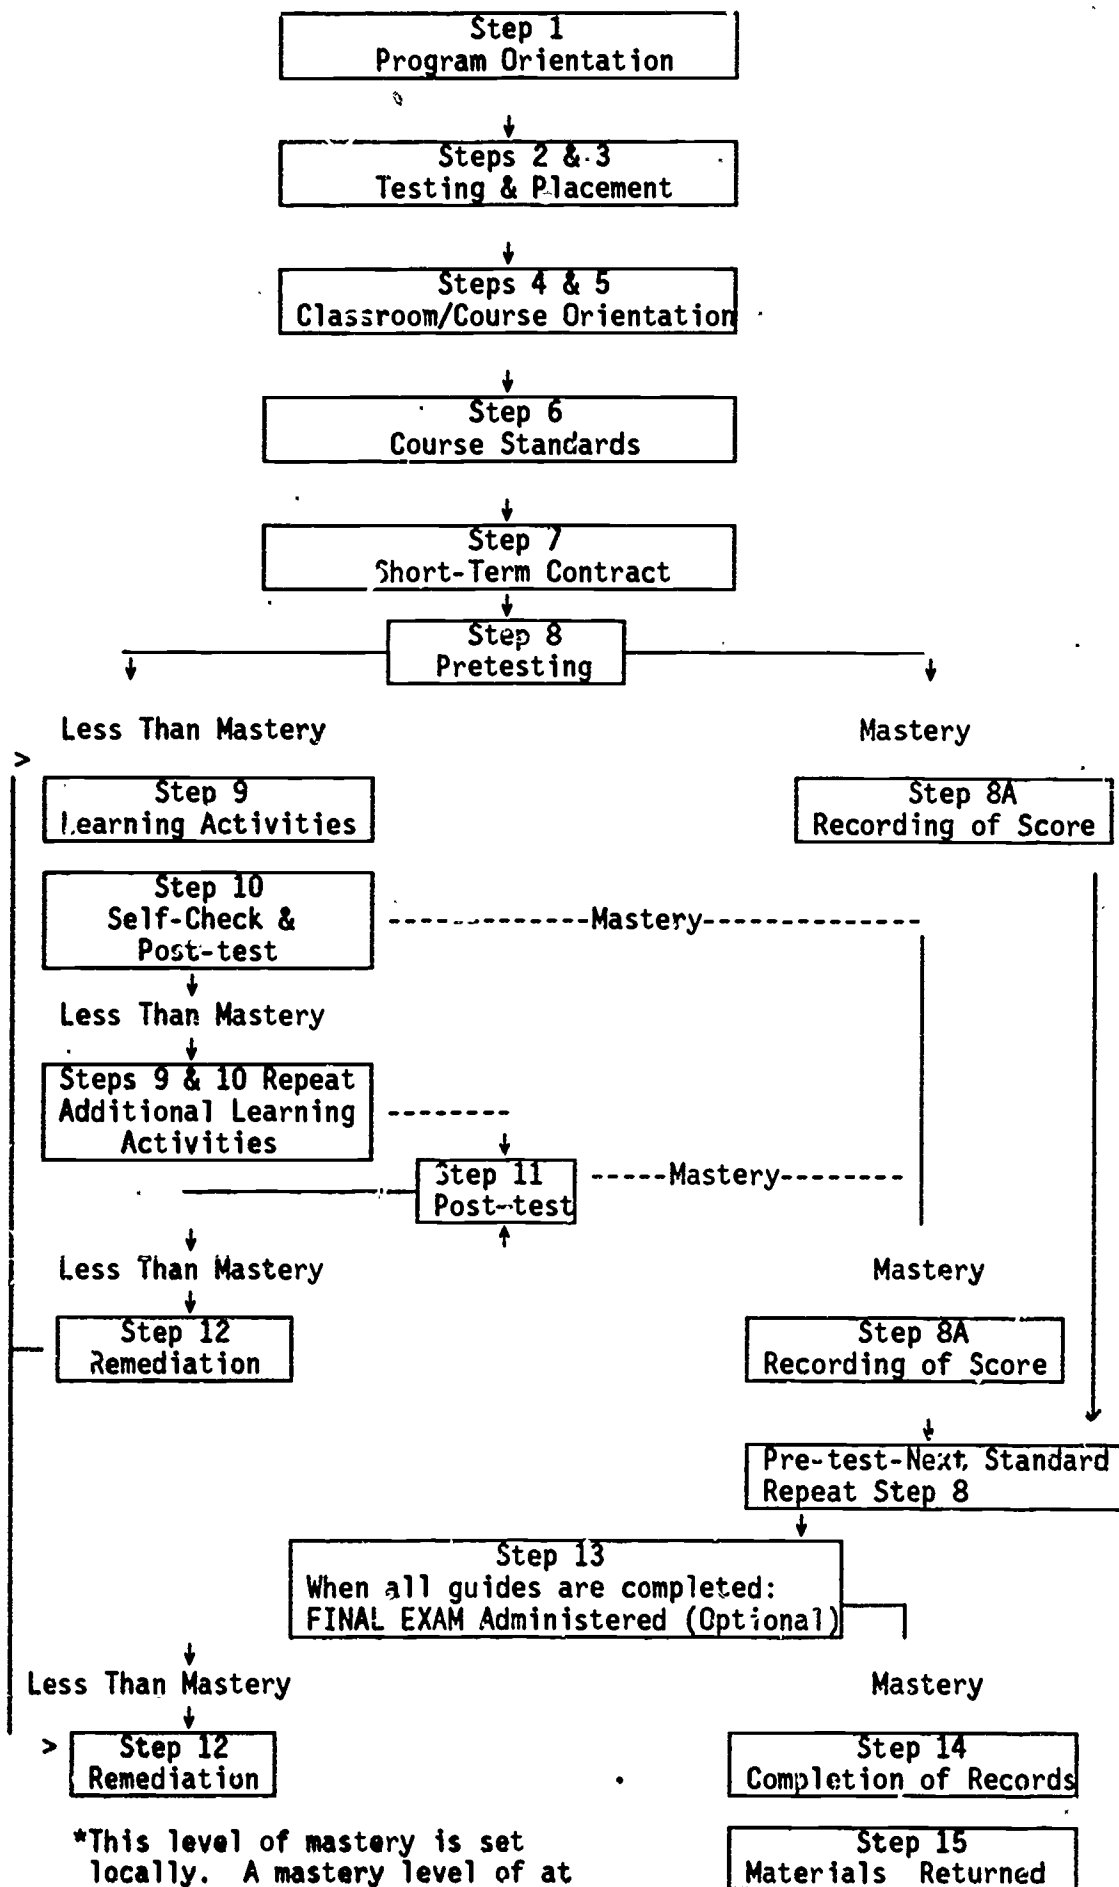 Step 1
Program Orientation
Steps 2 & 3
Testing & Placement
Steps 4 & 5
Classroom/Course Orientation
Step 6
Course Standards
Step 7
Short-Term Contract
Step 8
Pretesting
Less Than Mastery
Mastery
>
Step 9
Learning Activities
Step 8A
Recording of Score
Step 10
Self-Check &
Post-test
Mastery
Less Than Mastery
Steps 9 & 10 Repeat
Additional Learning
Activities
Step 11
Post-test
Mastery
Less Than Mastery
Mastery
Step 12
Remediation
Step 8A
Recording of Score
Pre-test-Next Standard
Repeat Step 8
Step 13
When all guides are completed:
FINAL EXAM Administered (Optional)
Less Than Mastery
Mastery
> Step 12
Remediation
Step 14
Completion of Records
*This level of mastery is set
locally. A mastery level of at
Step 15
Materials Returned